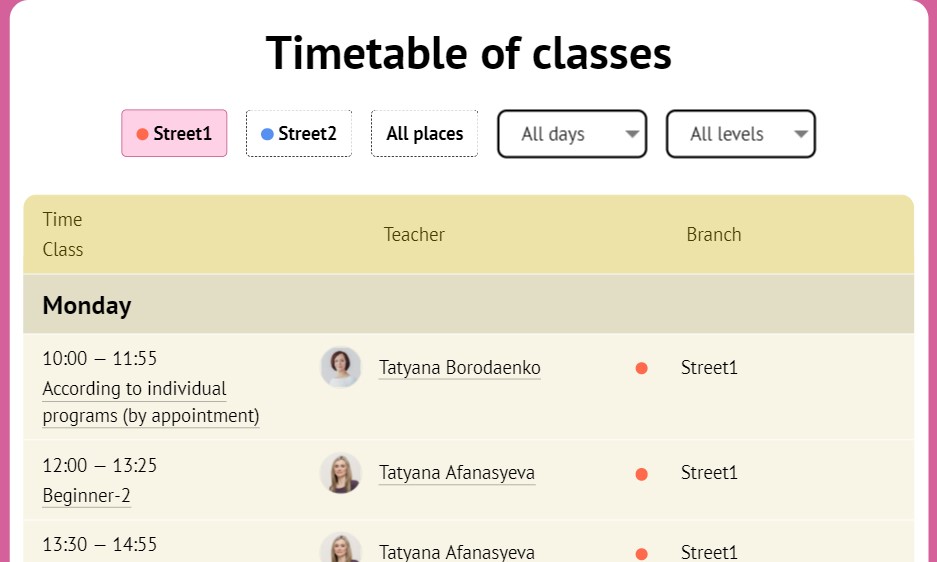 Timetable of classes
Street1 Street2 All places All days All levels
Time
Class
Teacher
Branch
Monday
10:00 — 11:55
According to individual
programs (by appointment)
Tatyana Borodaenko
Street1
12:00 — 13:25
Beginner-2
Tatyana Afanasyeva
Street1
13:30 — 14:55
Tatyana Afanasyeva
Street1